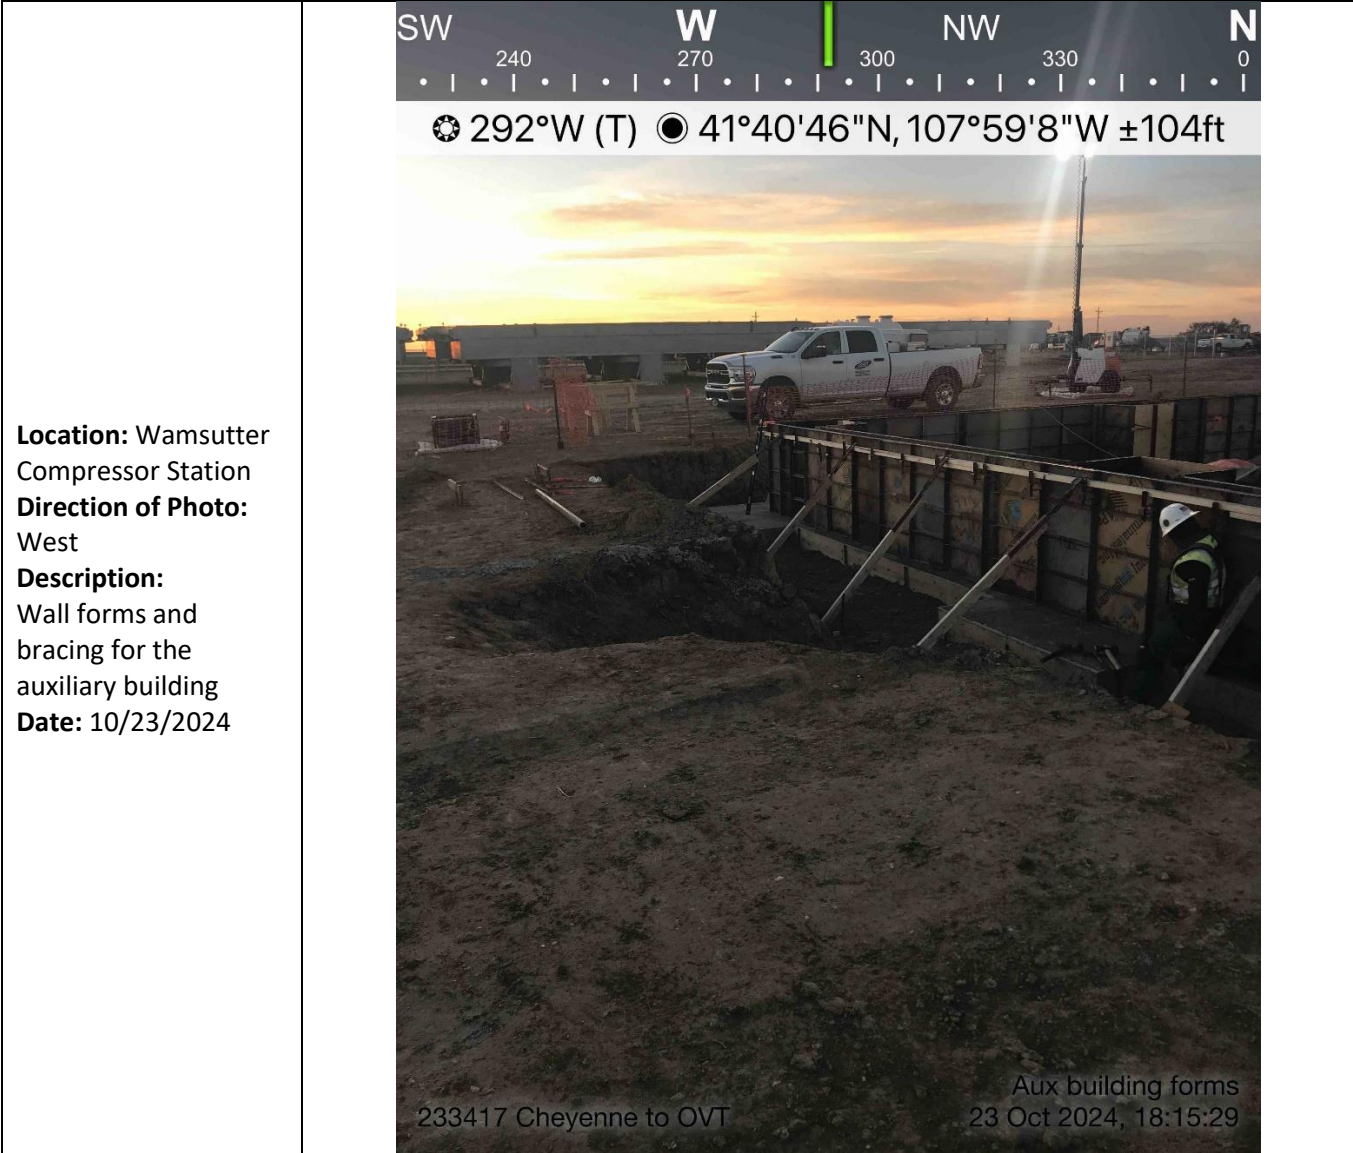 Location: Wamsutter
Compressor Station
Direction of Photo:
West
Description:
Wall forms and
bracing for the
auxiliary building
Date: 10/23/2024
SW W NW N
240 270 300 330 0
292°W (T) 41°40'46"N, 107°59'8"W ±104ft
Aux building forms
233417 Cheyenne to OVT 23 Oct 2024, 18:15:29